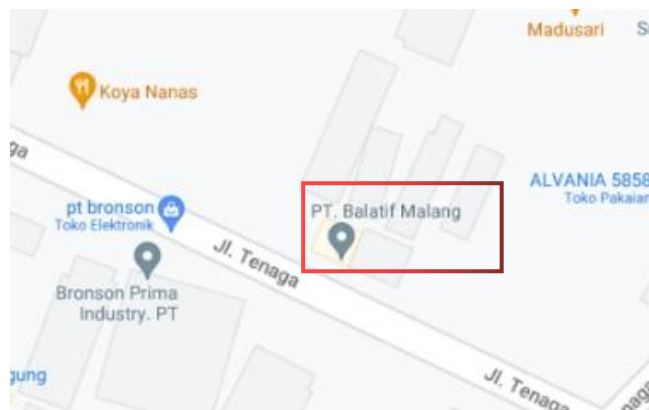 Madusari
Koya Nanas
ALVANIA 5858
Toko Pakaian
PT. Balatif Malang
pt bronson
Toko Elektronik
Jl. Tenaga
Bronson Prima
Industry. PT
Jl. Tenaga
gung